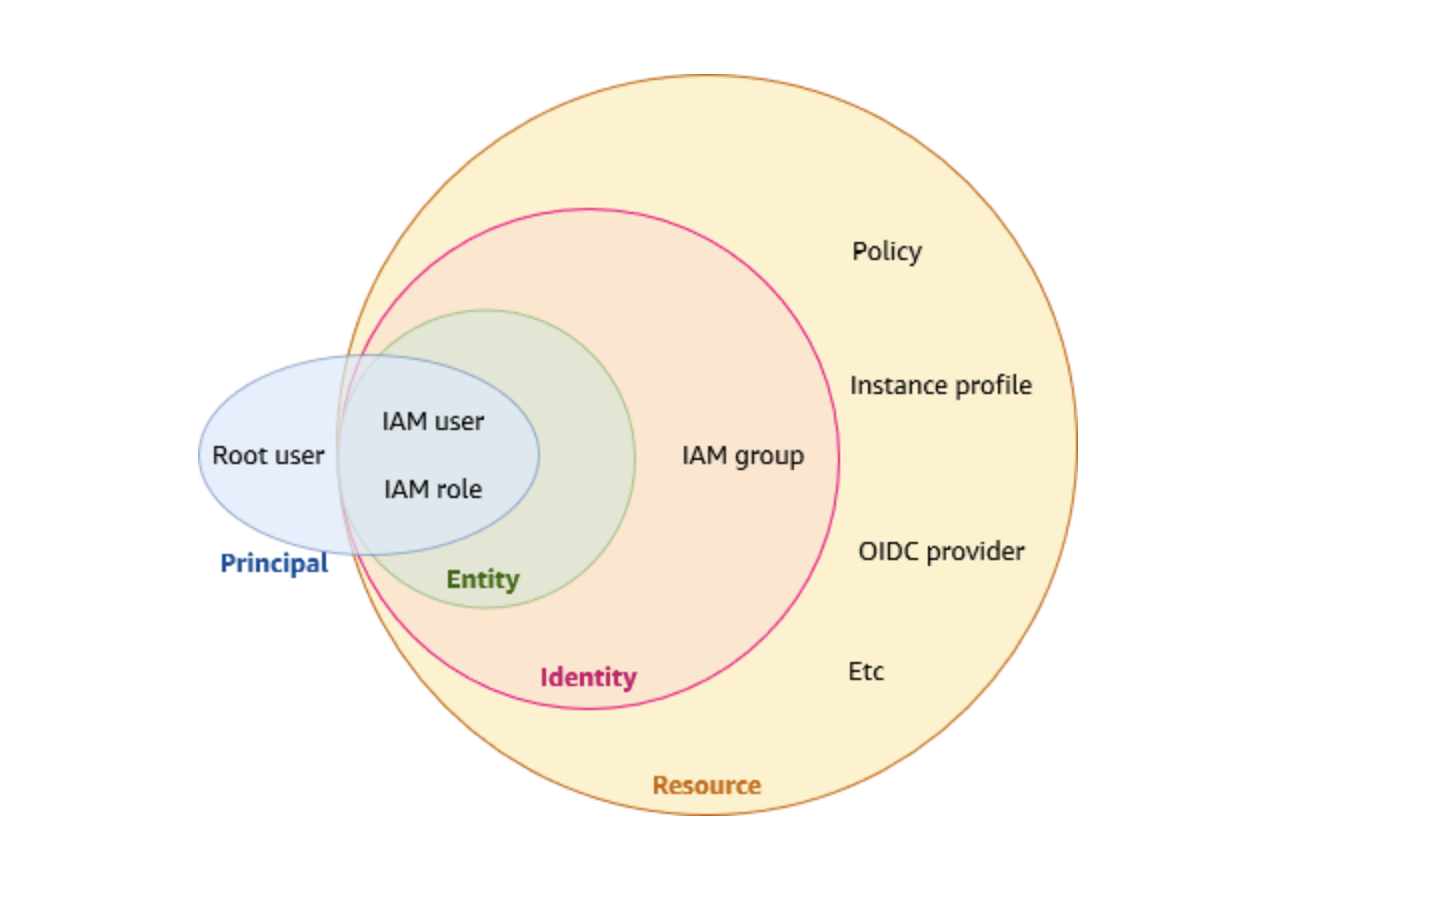 Policy
Instance profile
IAM user
Root user
IAM group
IAM role
OIDC provider
Principal
Entity
Etc
Identity
Resource